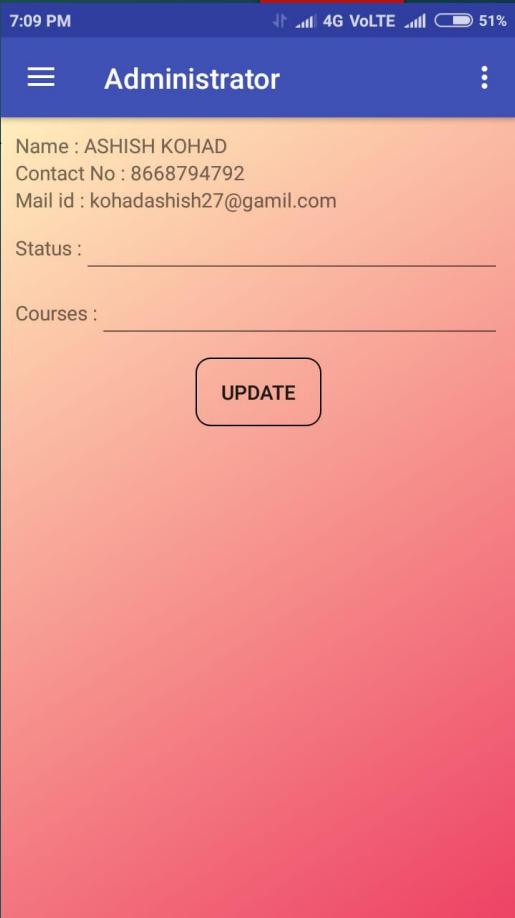 7:09 PM 4G VoLTE 51%
Administrator
Name : ASHISH KOHAD
Contact No : 8668794792
Mail id : kohadashish27@gamil.com
Status :
Courses :
UPDATE